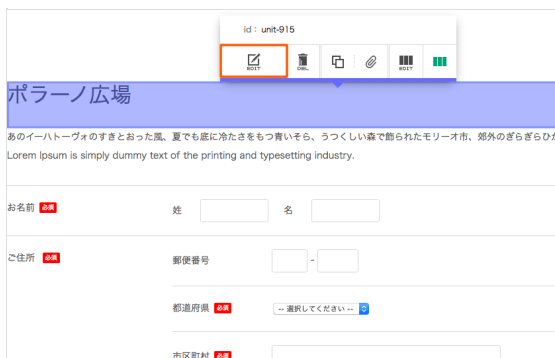 id： unit-915
EDIT
DEL
EDIT
ポラーノ広場
あのイーハトーヴォのすきとおった風、夏でも底に冷たさをもつ青いそら、うつくしい森で飾られたモリーオ市、郊外のぎらぎらひか
Lorem Ipsum is simply dummy text of the printing and typesetting industry.
お名前 必須 姓 名
ご住所 必須 郵便番号 -
都道府県 必須 -- 選択してください --
市区町村 必須